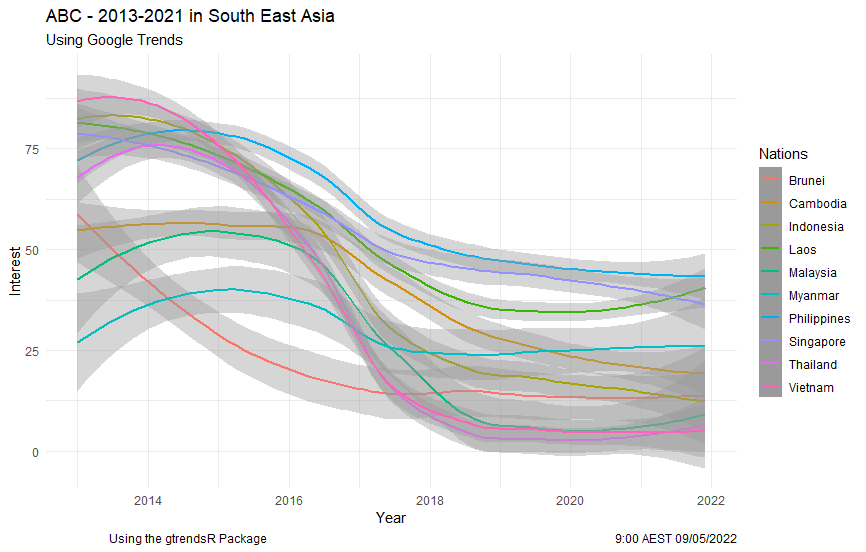 ABC - 2013-2021 in South East Asia
Using Google Trends
Interest
75
50
25
0
2014 2016 2018 2020 2022
Year
Nations
Brunei
Cambodia
Indonesia
Laos
Malaysia
Myanmar
Philippines
Singapore
Thailand
Vietnam
Using the gtrendsR Package
9:00 AEST 09/05/2022